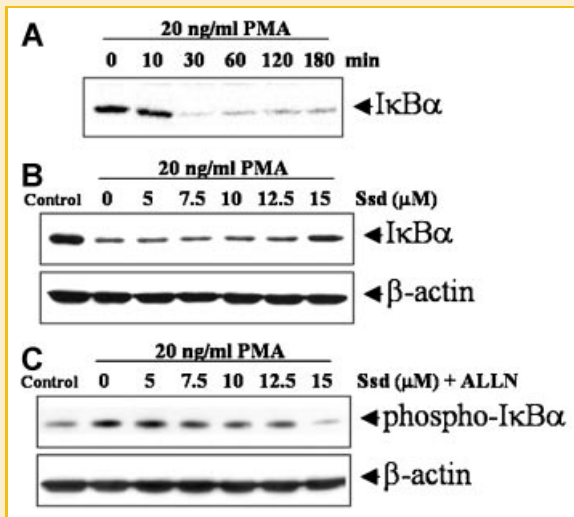 A
20 ng/ml PMA
0 10 30 60 120 180 min
IκBα
B
20 ng/ml PMA
Control 0 5 7.5 10 12.5 15 Ssd (μM)
IκBα
β-actin
C
20 ng/ml PMA
Control 0 5 7.5 10 12.5 15 Ssd (μM) + ALLN
phospho-IκBα
β-actin